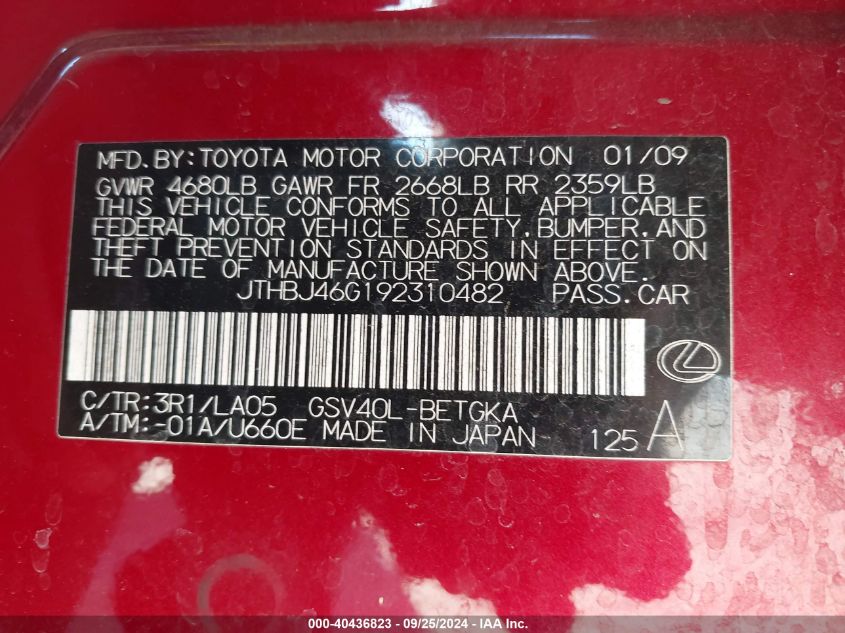 MFD.BY:TOYOTA MOTOR CORPORATION 01/09
GVWR 4680LB GAWR FR 2668LB RR 2359LB
THIS VEHICLE CONFORMS TO ALL APPLICABLE
FEDERAL MOTOR VEHICLE SAFETY,BUMPER,AND
THEFT PREVENTION STANDARDS IN EFFECT ON
THE DATE OF MANUFACTURE SHOWN ABOVE.
JTHBJ46G192310482 PASS.CAR
C/TR:3R1/LA05 GSV40L-BETGKA
A/TM:-01A/U660E MADE IN JAPAN 125 A
000-40436823 - 09/25/2024 - IAA, Inc.